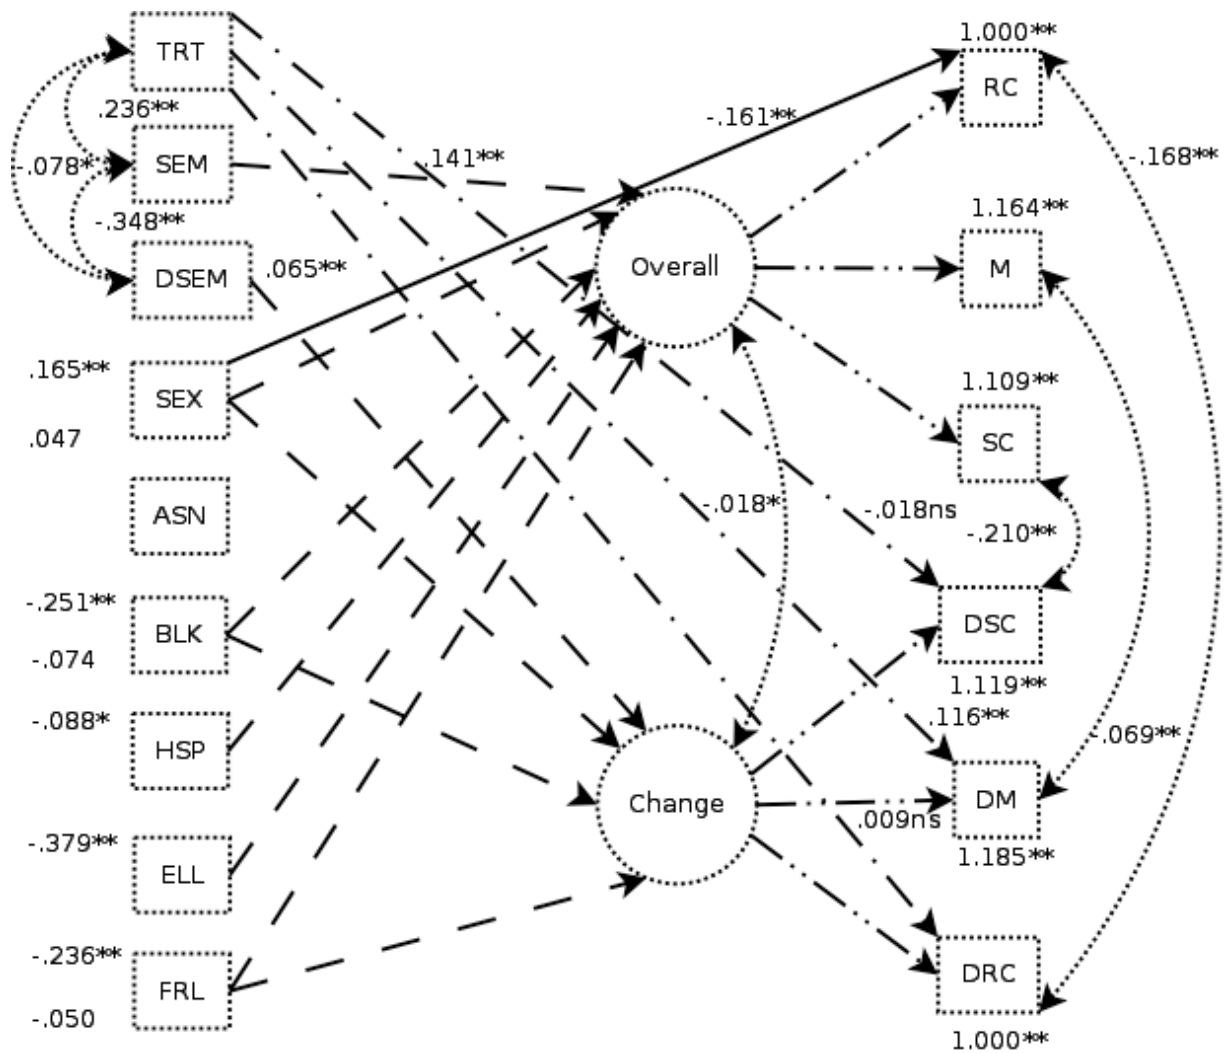 1.000**
TRT
RC
.236**
-.161**
.141**
-.168**
-.078*
SEM
-.348**
1.164**
.065**
DSEM
Overall
M
.165**
1.109**
SEX
.047
SC
-.018*
-.018ns
ASN
-.210**
-.251**
BLK
DSC
-.074
1.119**
-.088*
.116**
-.069**
HSP
Change
DM
.009ns
-.379**
1.185**
ELL
-.236**
DRC
FRL
-.050
1.000**